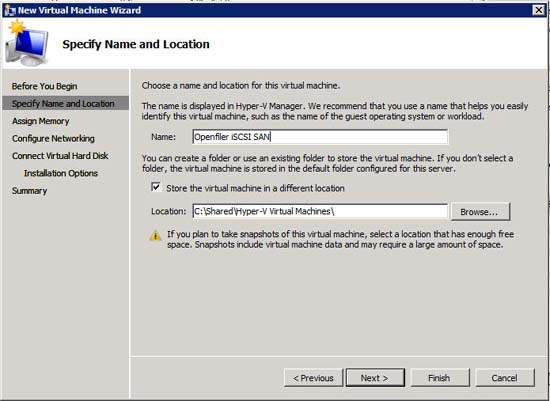 New Virtual Machine Wizard
Specify Name and Location
Before You Begin
Specify Name and Location
Assign Memory
Configure Networking
Connect Virtual Hard Disk
Installation Options
Summary
Choose a name and location for this virtual machine.
The name is displayed in Hyper-V Manager. We recommend that you use a name that helps you easily
identify this virtual machine, such as the name of the guest operating system or workload.
Name: Openfiler iSCSI SAN
You can create a folder or use an existing folder to store the virtual machine. If you don't select a
folder, the virtual machine is stored in the default folder configured for this server.
Store the virtual machine in a different location
Location: C:\Shared\Hyper-V Virtual Machines\ Browse...
If you plan to take snapshots of this virtual machine, select a location that has enough free
space. Snapshots include virtual machine data and may require a large amount of space.
< Previous Next > Finish Cancel